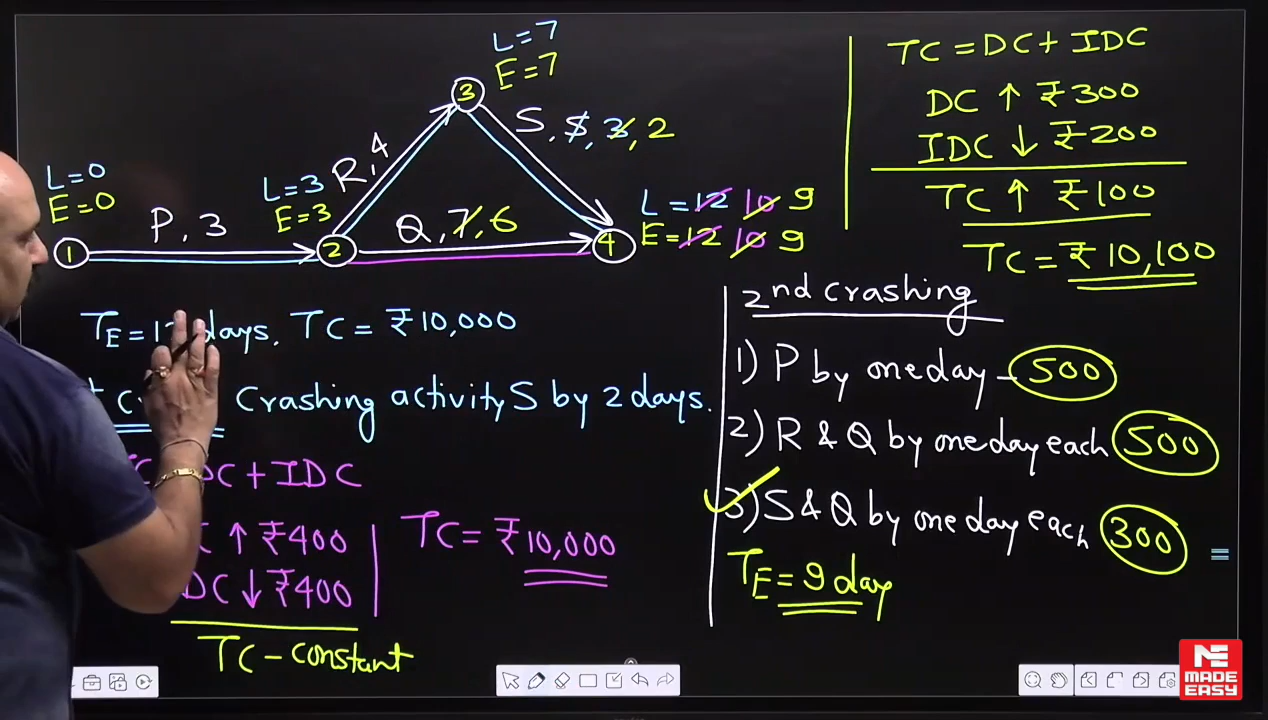 L=7
E=7
3
S, 5, 3, 2
R, 4
L=0
E=0
P, 3
1
L=3
E=3
2
Q, 7, 6
4
L=12 10 9
E=12 10 9
TC=DC+IDC
DC ↑ ₹300
IDC ↓ ₹200
TC ↑ ₹100
TC=₹10,100
TE= days, TC=₹10,000
Crashing activity S by 2 days.
DC+IDC
↑ ₹400
DC ↓ ₹400
TC-constant
TC=₹10,000
2nd crashing
1) P by one day - 500
2) R & Q by one day each 500
3) S & Q by one day each 300
TE=9 day
ME
MADE
EASY